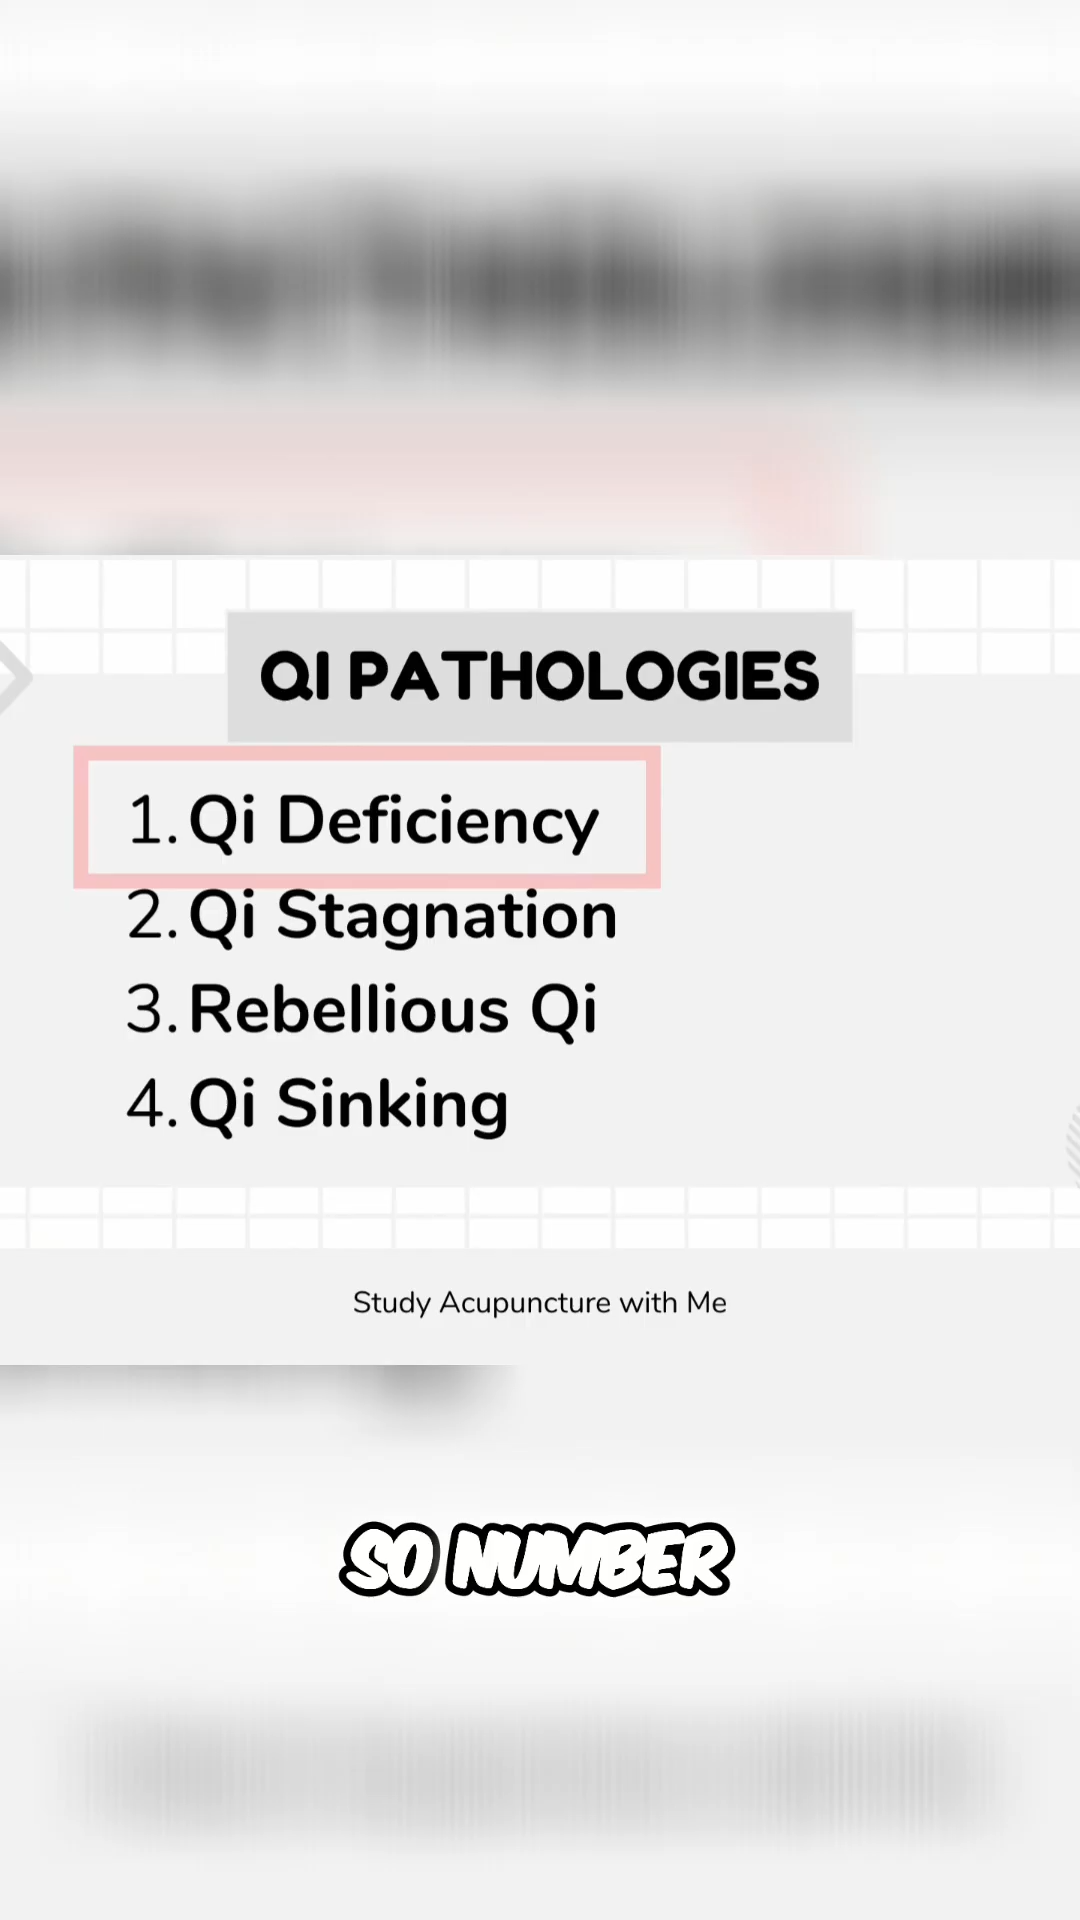 QI PATHOLOGIES
1. Qi Deficiency
2. Qi Stagnation
3. Rebellious Qi
4. Qi Sinking
Study Acupuncture with Me
SO NUMBER